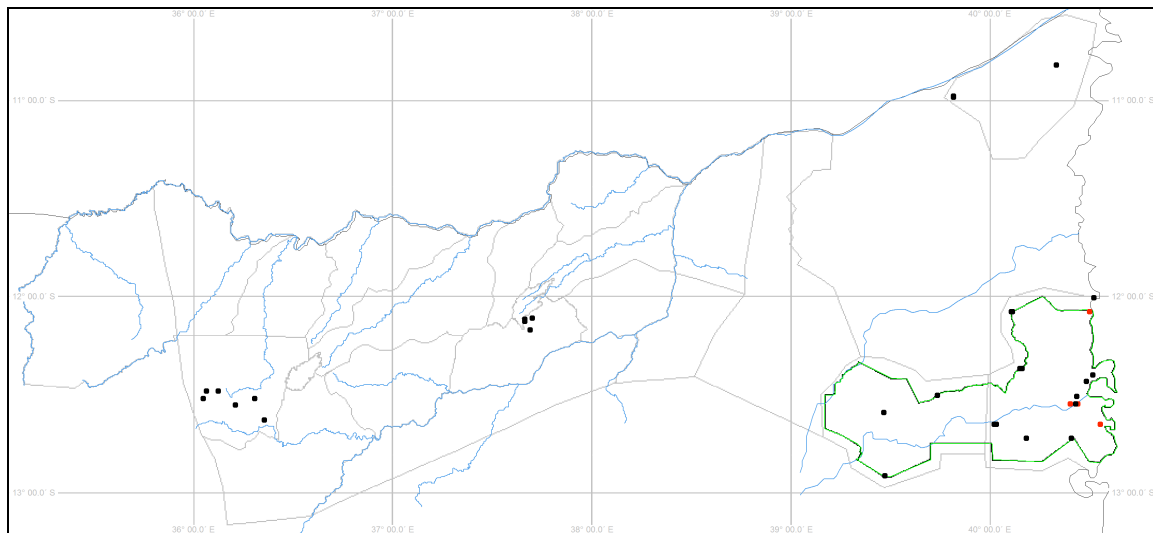 36° 00.0' E 37° 00.0' E 38° 00.0' E 39° 00.0' E 40° 00.0' E
11° 00.0' S 11° 00.0' S
12° 00.0' S 12° 00.0' S
13° 00.0' S 13° 00.0' S
36° 00.0' E 37° 00.0' E 38° 00.0' E 39° 00.0' E 40° 00.0' E